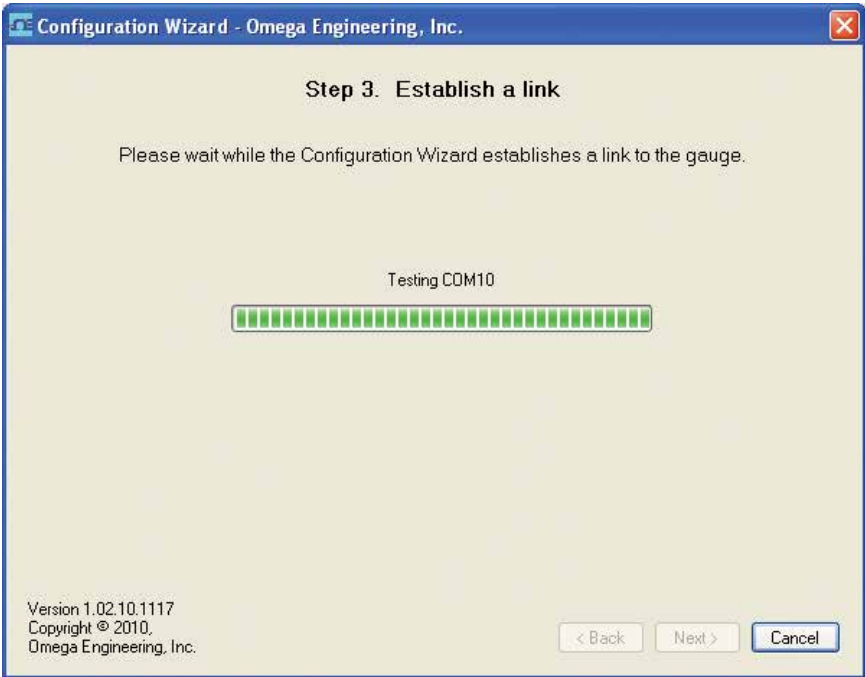 Configuration Wizard - Omega Engineering, Inc.
Step 3. Establish a link
Please wait while the Configuration Wizard establishes a link to the gauge.
Testing COM10
Version 1.02.10.1117
Copyright © 2010,
Omega Engineering, Inc.
< Back Next > Cancel